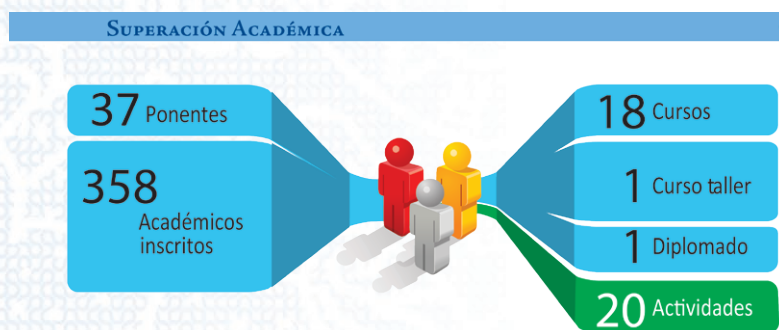 Superación Académica
37 Ponentes
358
Académicos
inscritos
18 Cursos
1 Curso taller
1 Diplomado
20 Actividades